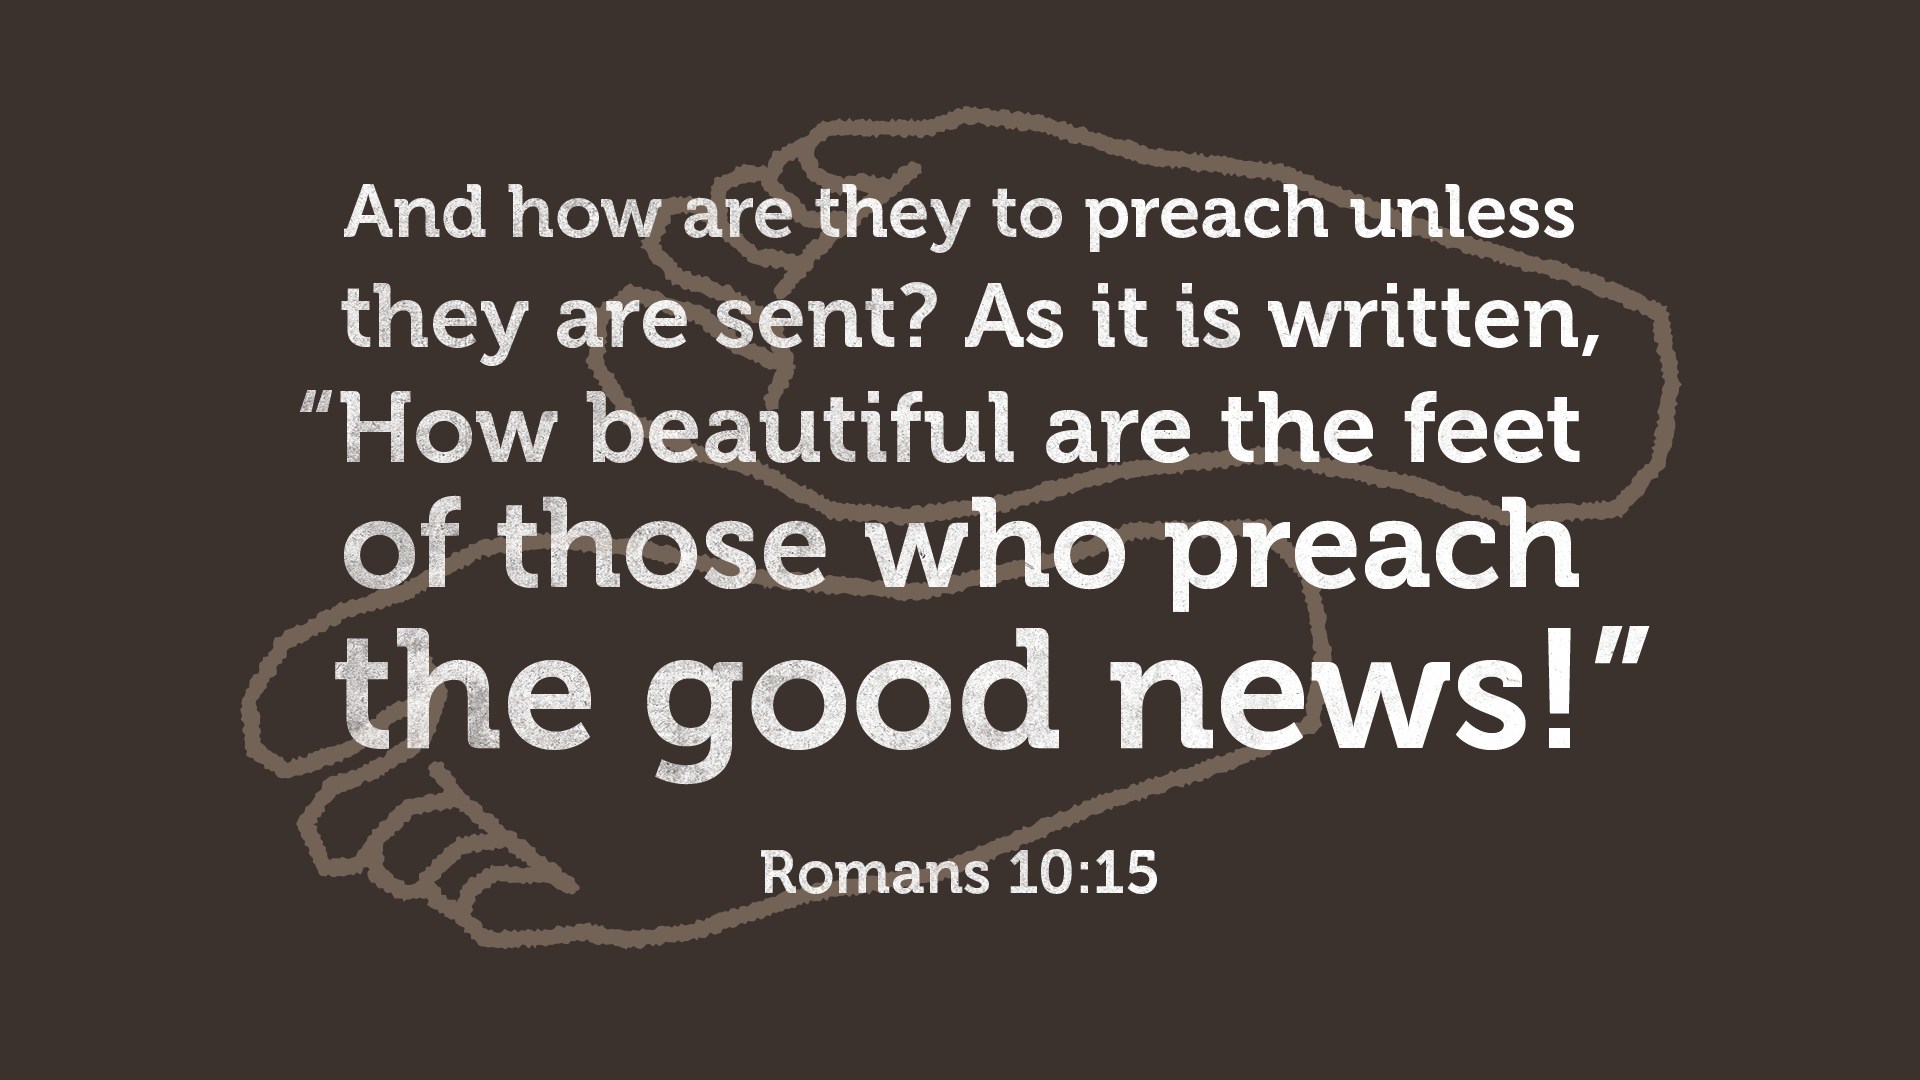 And how are they to preach unless
they are sent? As it is written,
“How beautiful are the feet
of those who preach
the good news!”
Romans 10:15